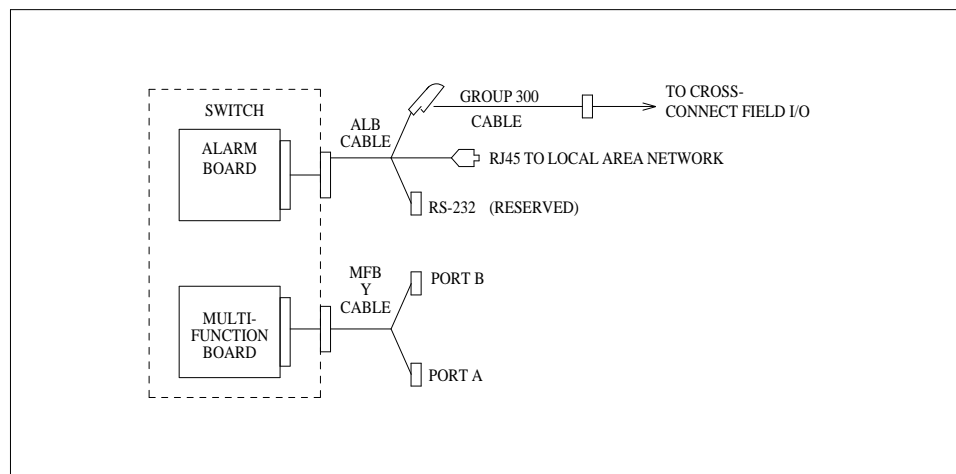 SWITCH
ALARM
BOARD
ALB
CABLE
GROUP 300
CABLE
TO CROSS-
CONNECT FIELD I/O
RJ45 TO LOCAL AREA NETWORK
RS-232 (RESERVED)
MULTI-
FUNCTION
BOARD
MFB
Y
CABLE
PORT B
PORT A